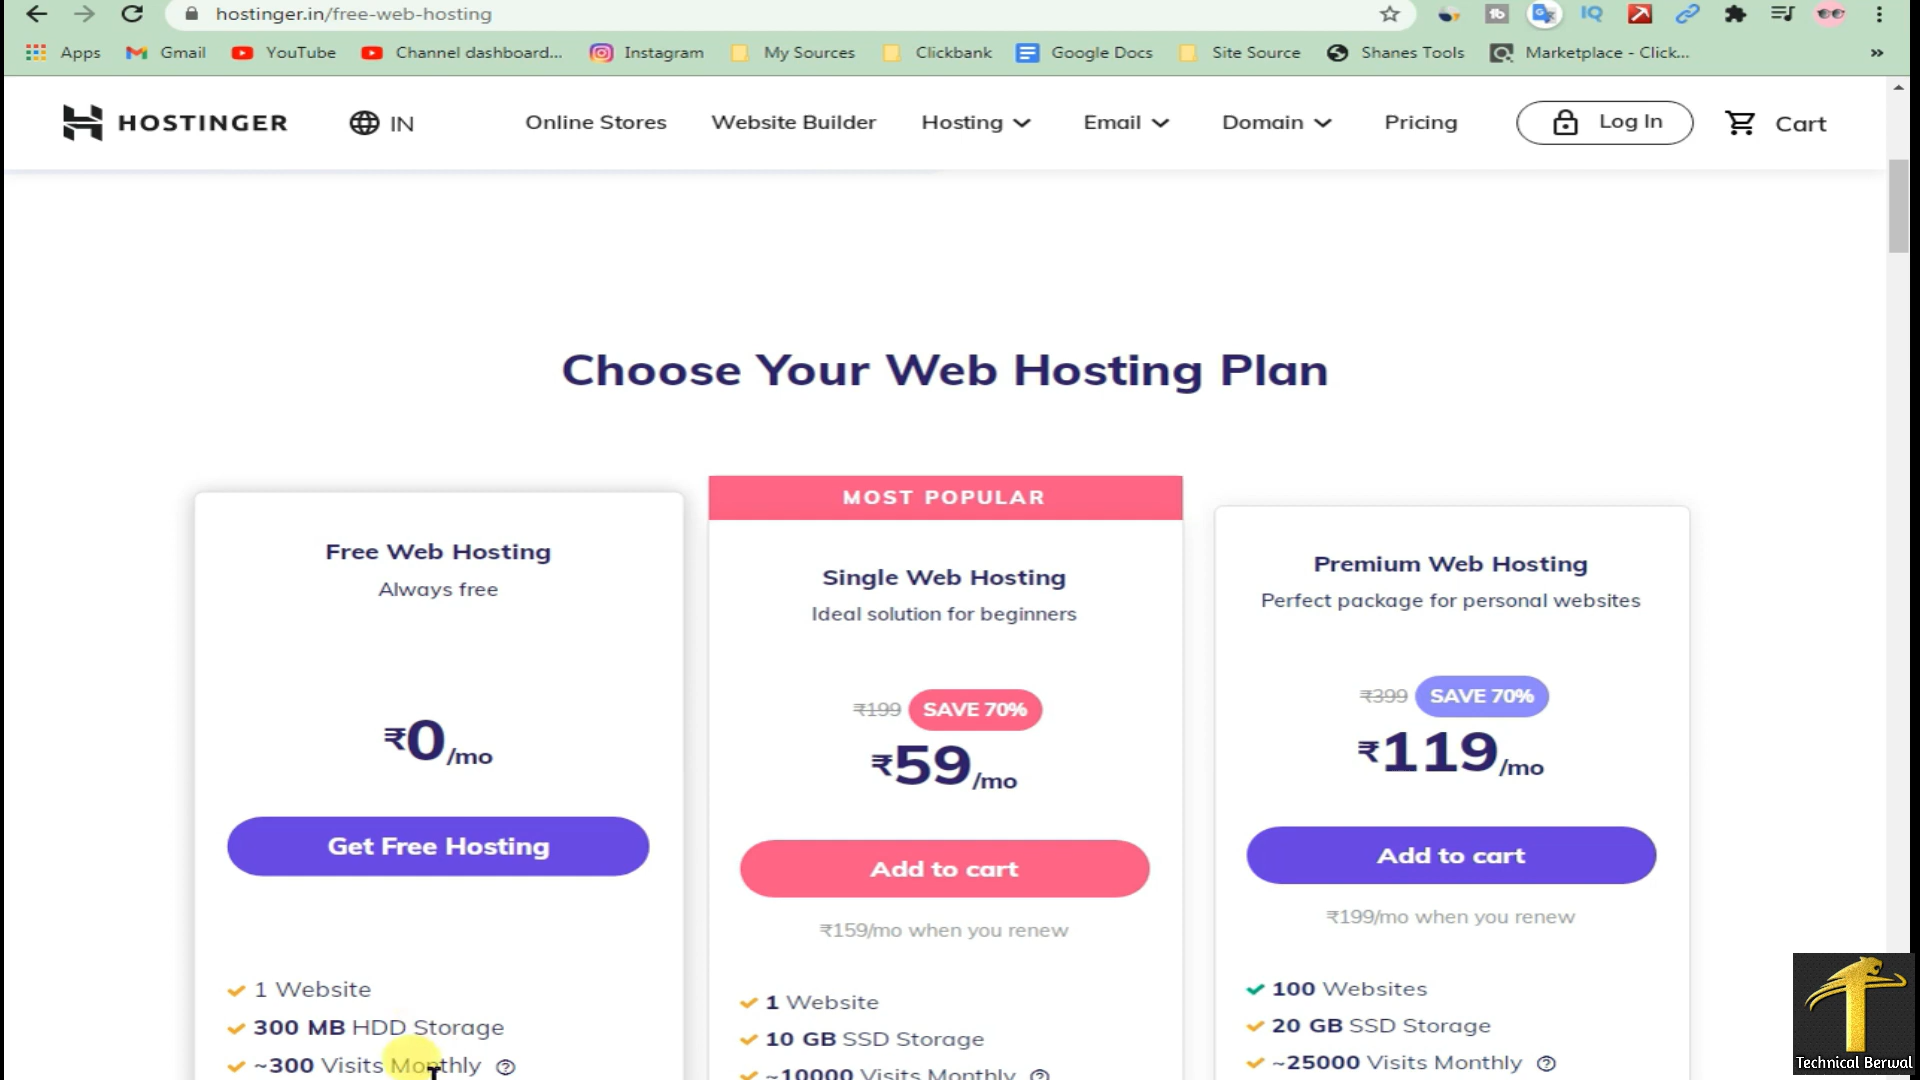 hostinger.in/free-web-hosting
Apps Gmail YouTube Channel dashboard... Instagram My Sources Clickbank Google Docs Site Source Shanes Tools Marketplace - Click... »
HOSTINGER IN Online Stores Website Builder Hosting Email Domain Pricing Log In Cart
Choose Your Web Hosting Plan
Free Web Hosting
Always free
₹0/mo
Get Free Hosting
1 Website
300 MB HDD Storage
~300 Visits Monthly
MOST POPULAR
Single Web Hosting
Ideal solution for beginners
₹199 SAVE 70%
₹59/mo
Add to cart
₹159/mo when you renew
1 Website
10 GB SSD Storage
~10000 Visits Monthly
Premium Web Hosting
Perfect package for personal websites
₹399 SAVE 70%
₹119/mo
Add to cart
₹199/mo when you renew
100 Websites
20 GB SSD Storage
~25000 Visits Monthly
Technical Berwal